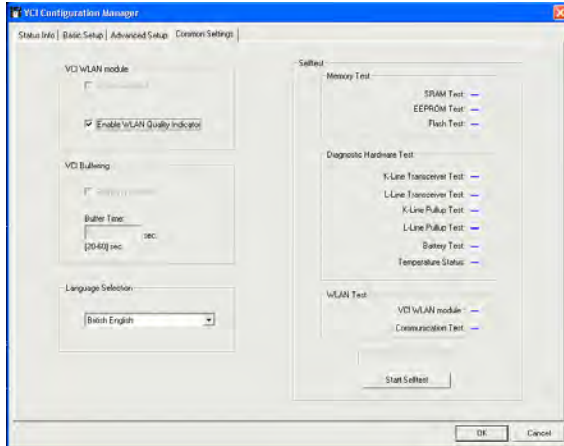 VCI Configuration Manager
Status Info | Basic Setup | Advanced Setup | Common Settings
VCI WLAN module
Enable WLAN Quality Indicator
VCI Buffering
Buffer Time:
sec.
[20-60] sec.
Language Selection
British English
Selftest
Memory Test
SRAM Test: —
EEPROM Test: —
Flash Test: —
Diagnostic Hardware Test
K-Line Transceiver Test: —
L-Line Transceiver Test: —
K-Line Pullup Test: —
L-Line Pullup Test: —
Battery Test: —
Temperature Status: —
WLAN Test
VCI WLAN module : —
Communication Test: —
Start Selftest
OK
Cancel